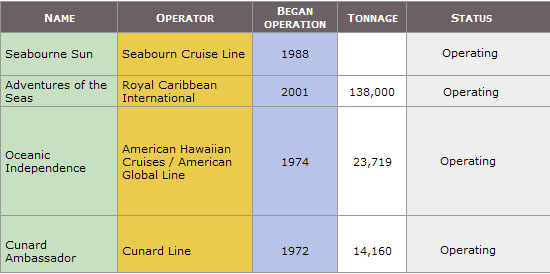 NAME OPERATOR BEGAN OPERATION TONNAGE STATUS
Seabourne Sun Seabourn Cruise Line 1988 Operating
Adventures of the Seas Royal Caribbean International 2001 138,000 Operating
Oceanic Independence American Hawaiian Cruises / American Global Line 1974 23,719 Operating
Cunard Ambassador Cunard Line 1972 14,160 Operating